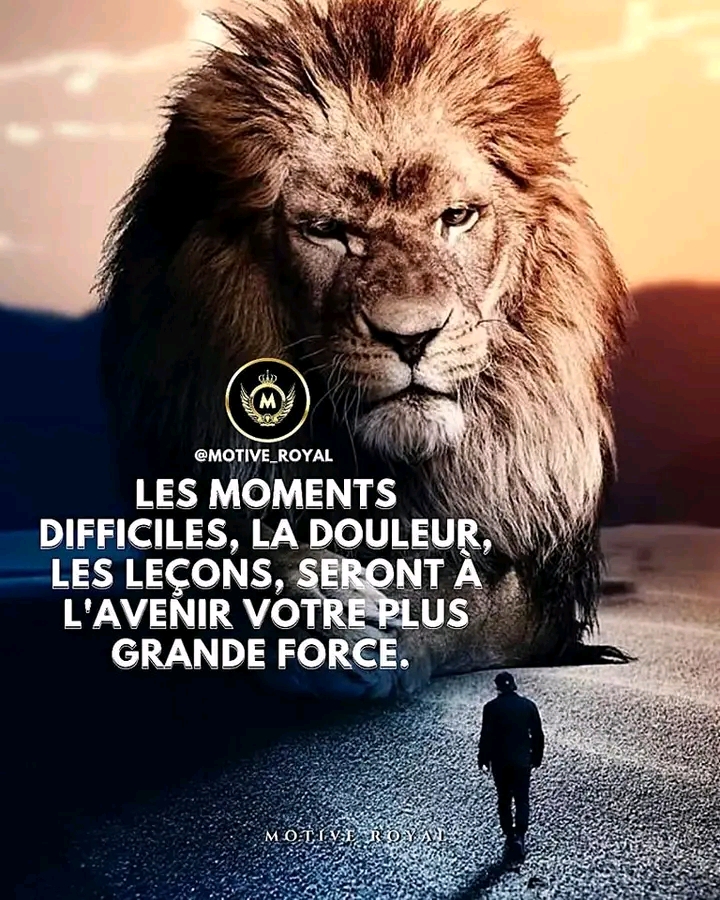 M
@MOTIVE_ROYAL
LES MOMENTS
DIFFICILES, LA DOULEUR,
LES LEÇONS, SERONT À
L'AVENIR VOTRE PLUS
GRANDE FORCE.
MOTIVE ROYAL